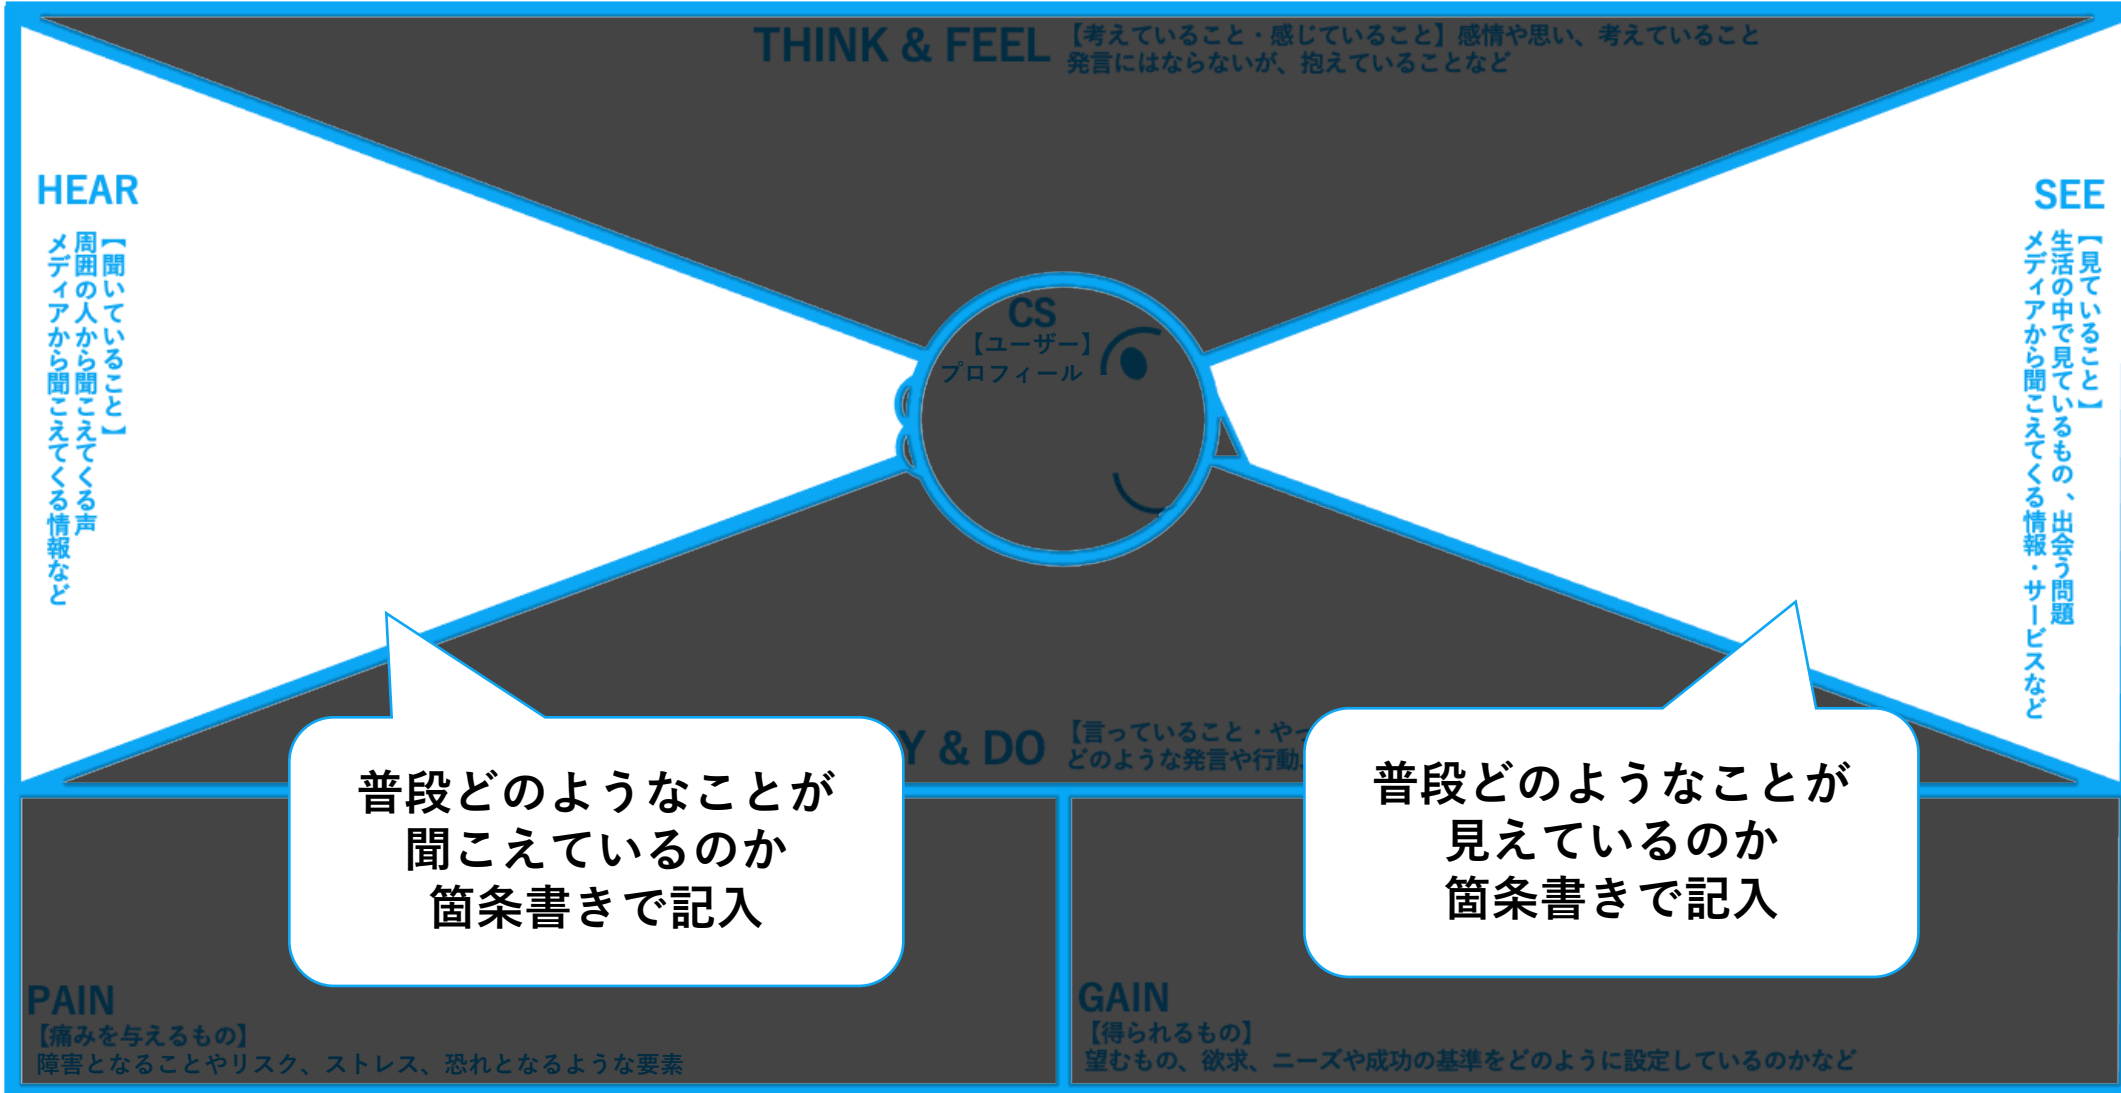 THINK & FEEL
【考えていること・感じていること】感情や思い、考えていること
発言にはならないが、抱えていることなど
HEAR
【聞いていること】
周囲の人から聞こえてくる声
メディアから聞こえてくる情報など
CS
【ユーザー】
プロフィール
SEE
【見ていること】
生活の中で見ているもの、出会う問題
メディアから聞こえてくる情報・サービスなど
Y & DO
【言っていること・やっ
どのような発言や行動
普段どのようなことが
聞こえているのか
箇条書きで記入
普段どのようなことが
見えているのか
箇条書きで記入
PAIN
【痛みを与えるもの】
障害となることやリスク、ストレス、恐れとなるような要素
GAIN
【得られるもの】
望むもの、欲求、ニーズや成功の基準をどのように設定しているのかなど